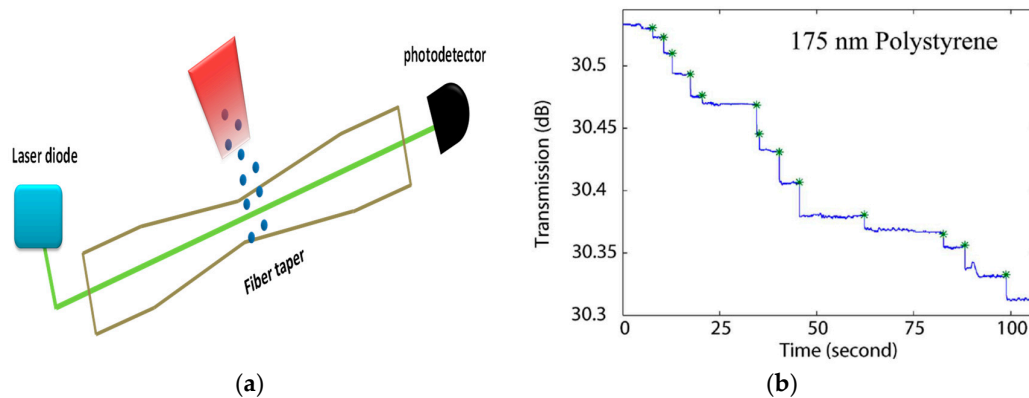 Laser diode
Fiber taper
photodetector
(a)
175 nm Polystyrene
Transmission (dB)
30.5
30.45
30.4
30.35
30.3
0 25 50 75 100
Time (second)
(b)